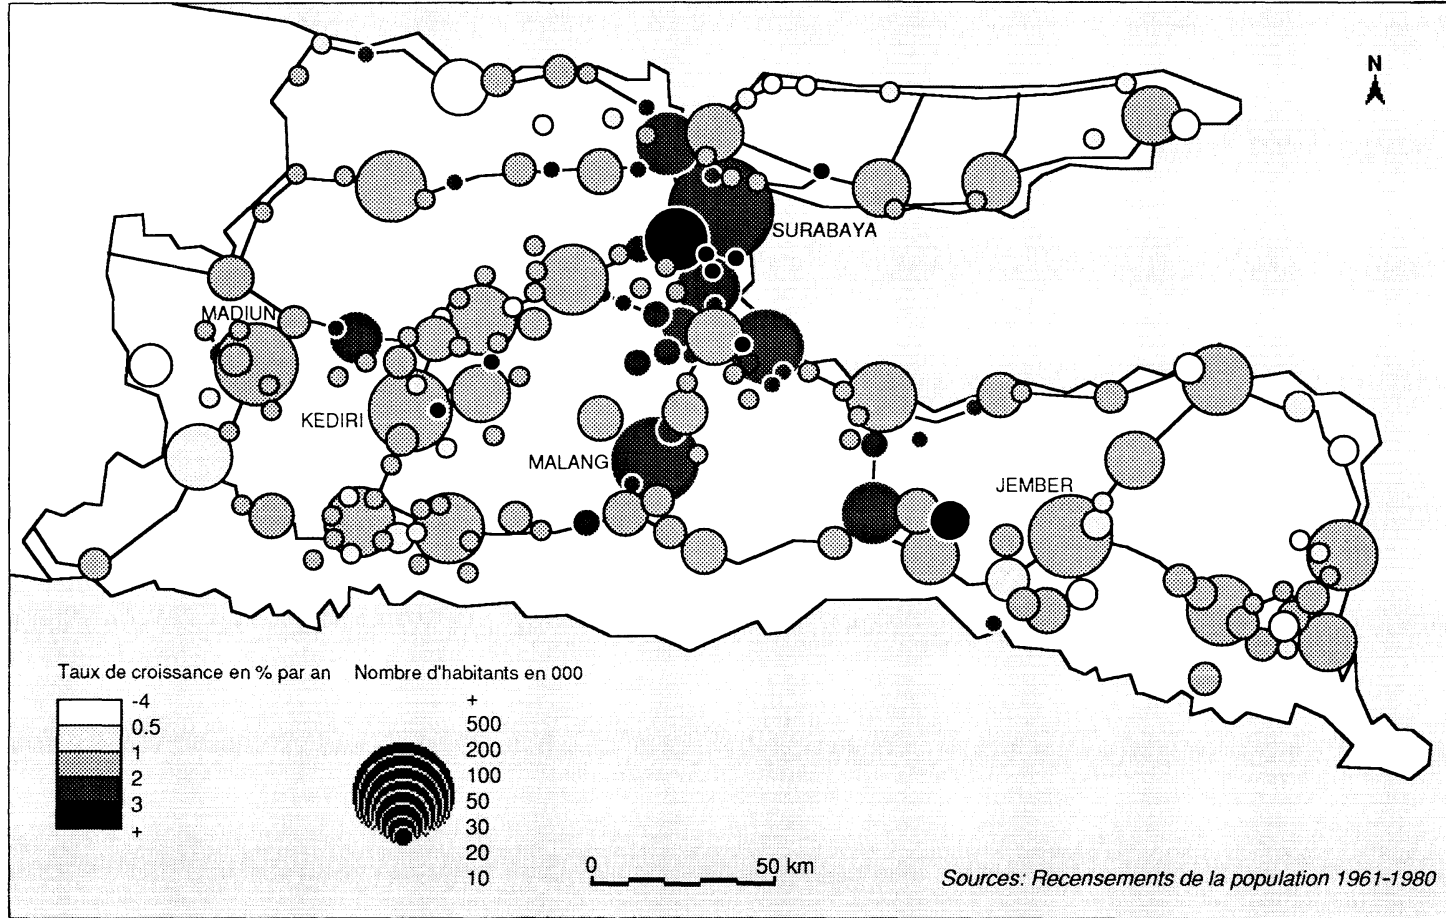 N
SURABAYA
MADIUN
KEDIRI
MALANG
JEMBER
Taux de croissance en % par an
-4
0.5
1
2
3
+
Nombre d'habitants en 000
+
500
200
100
50
30
20
10
0 50 km
Sources: Recensements de la population 1961-1980